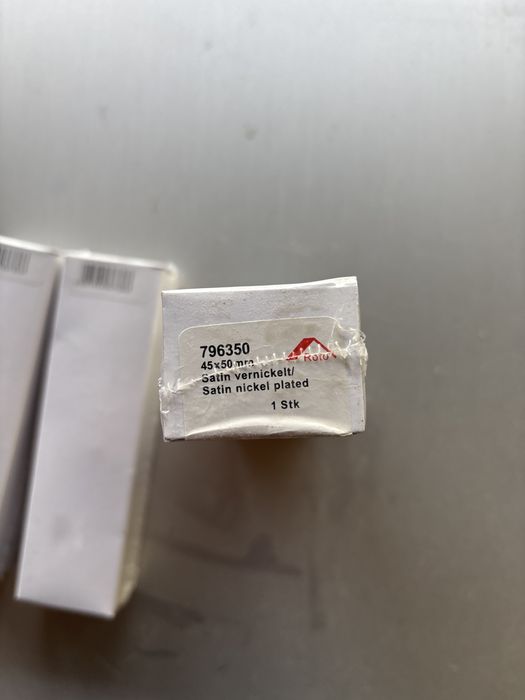 796350
Roto
45x50 mm
Satin vernickelt/
Satin nickel plated
1 Stk